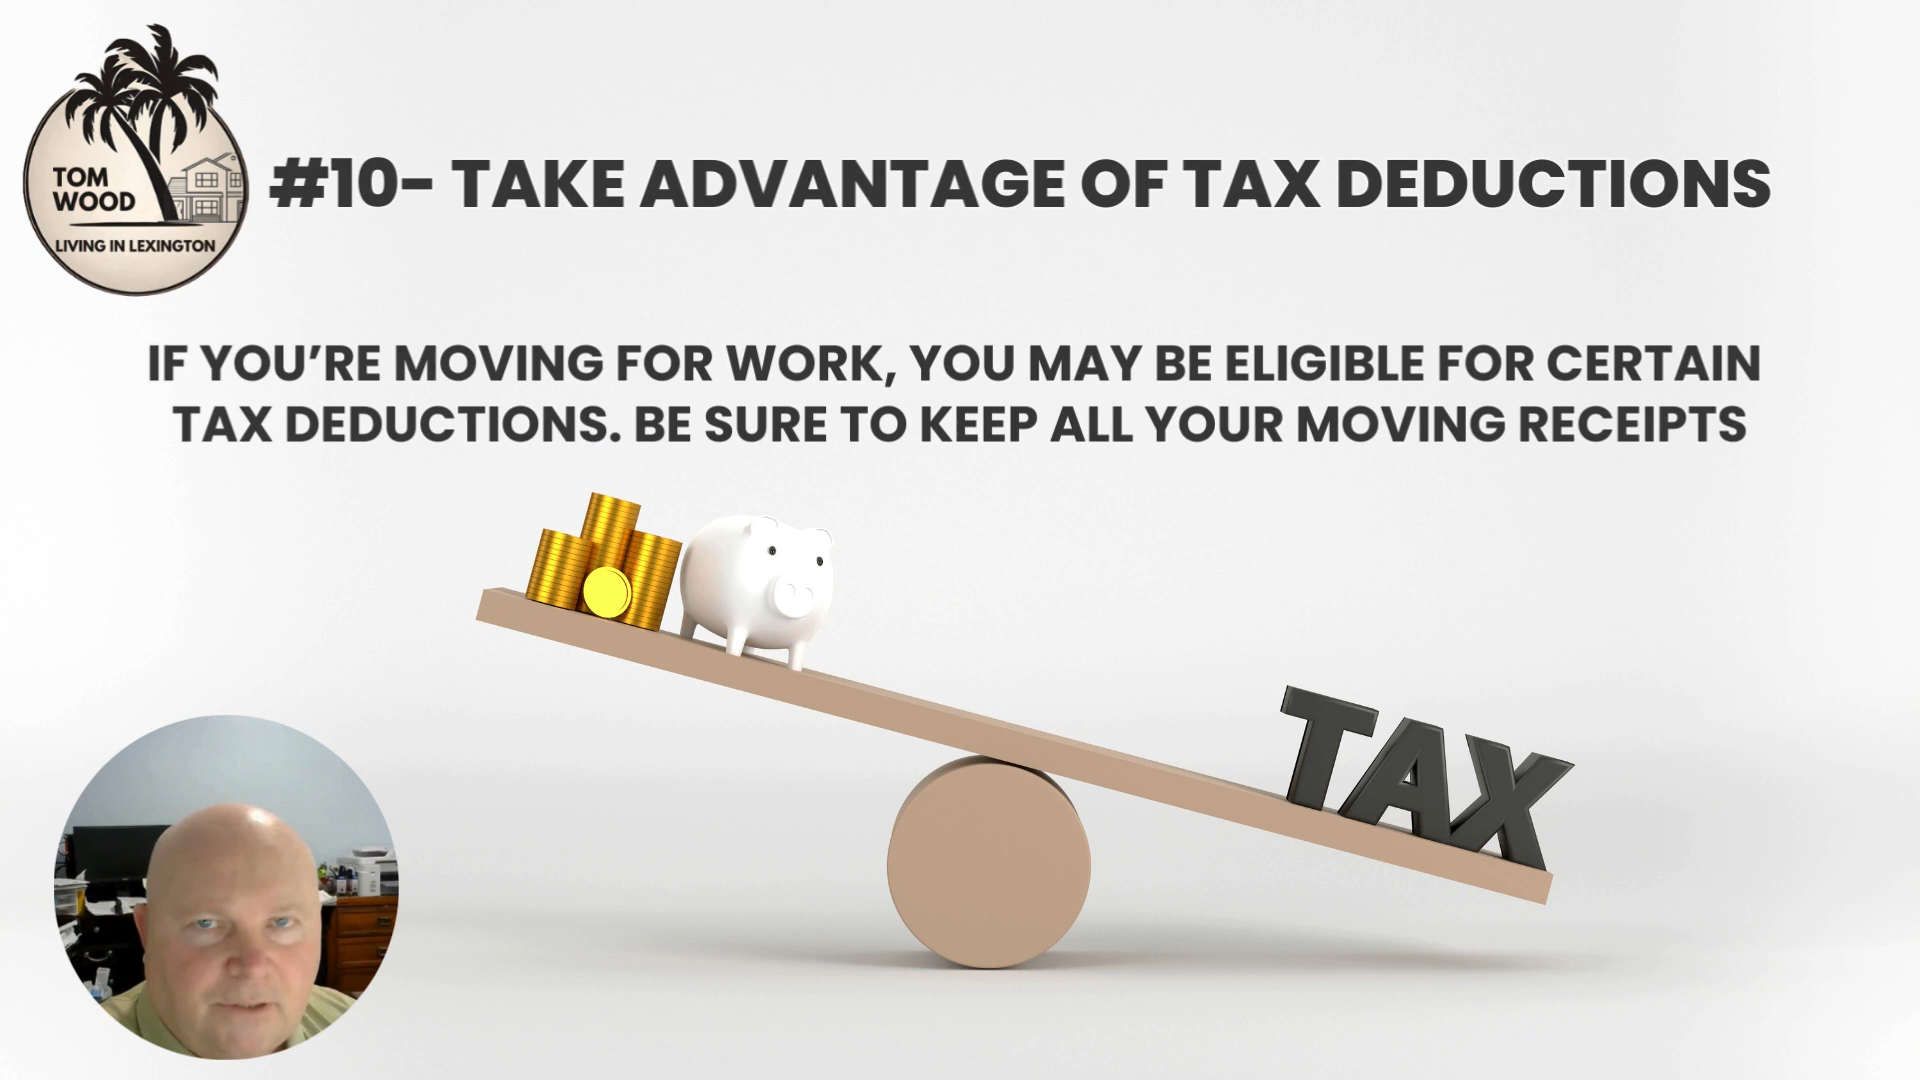 TOM
WOOD
LIVING IN LEXINGTON
#10- TAKE ADVANTAGE OF TAX DEDUCTIONS
IF YOU’RE MOVING FOR WORK, YOU MAY BE ELIGIBLE FOR CERTAIN
TAX DEDUCTIONS. BE SURE TO KEEP ALL YOUR MOVING RECEIPTS
TAX